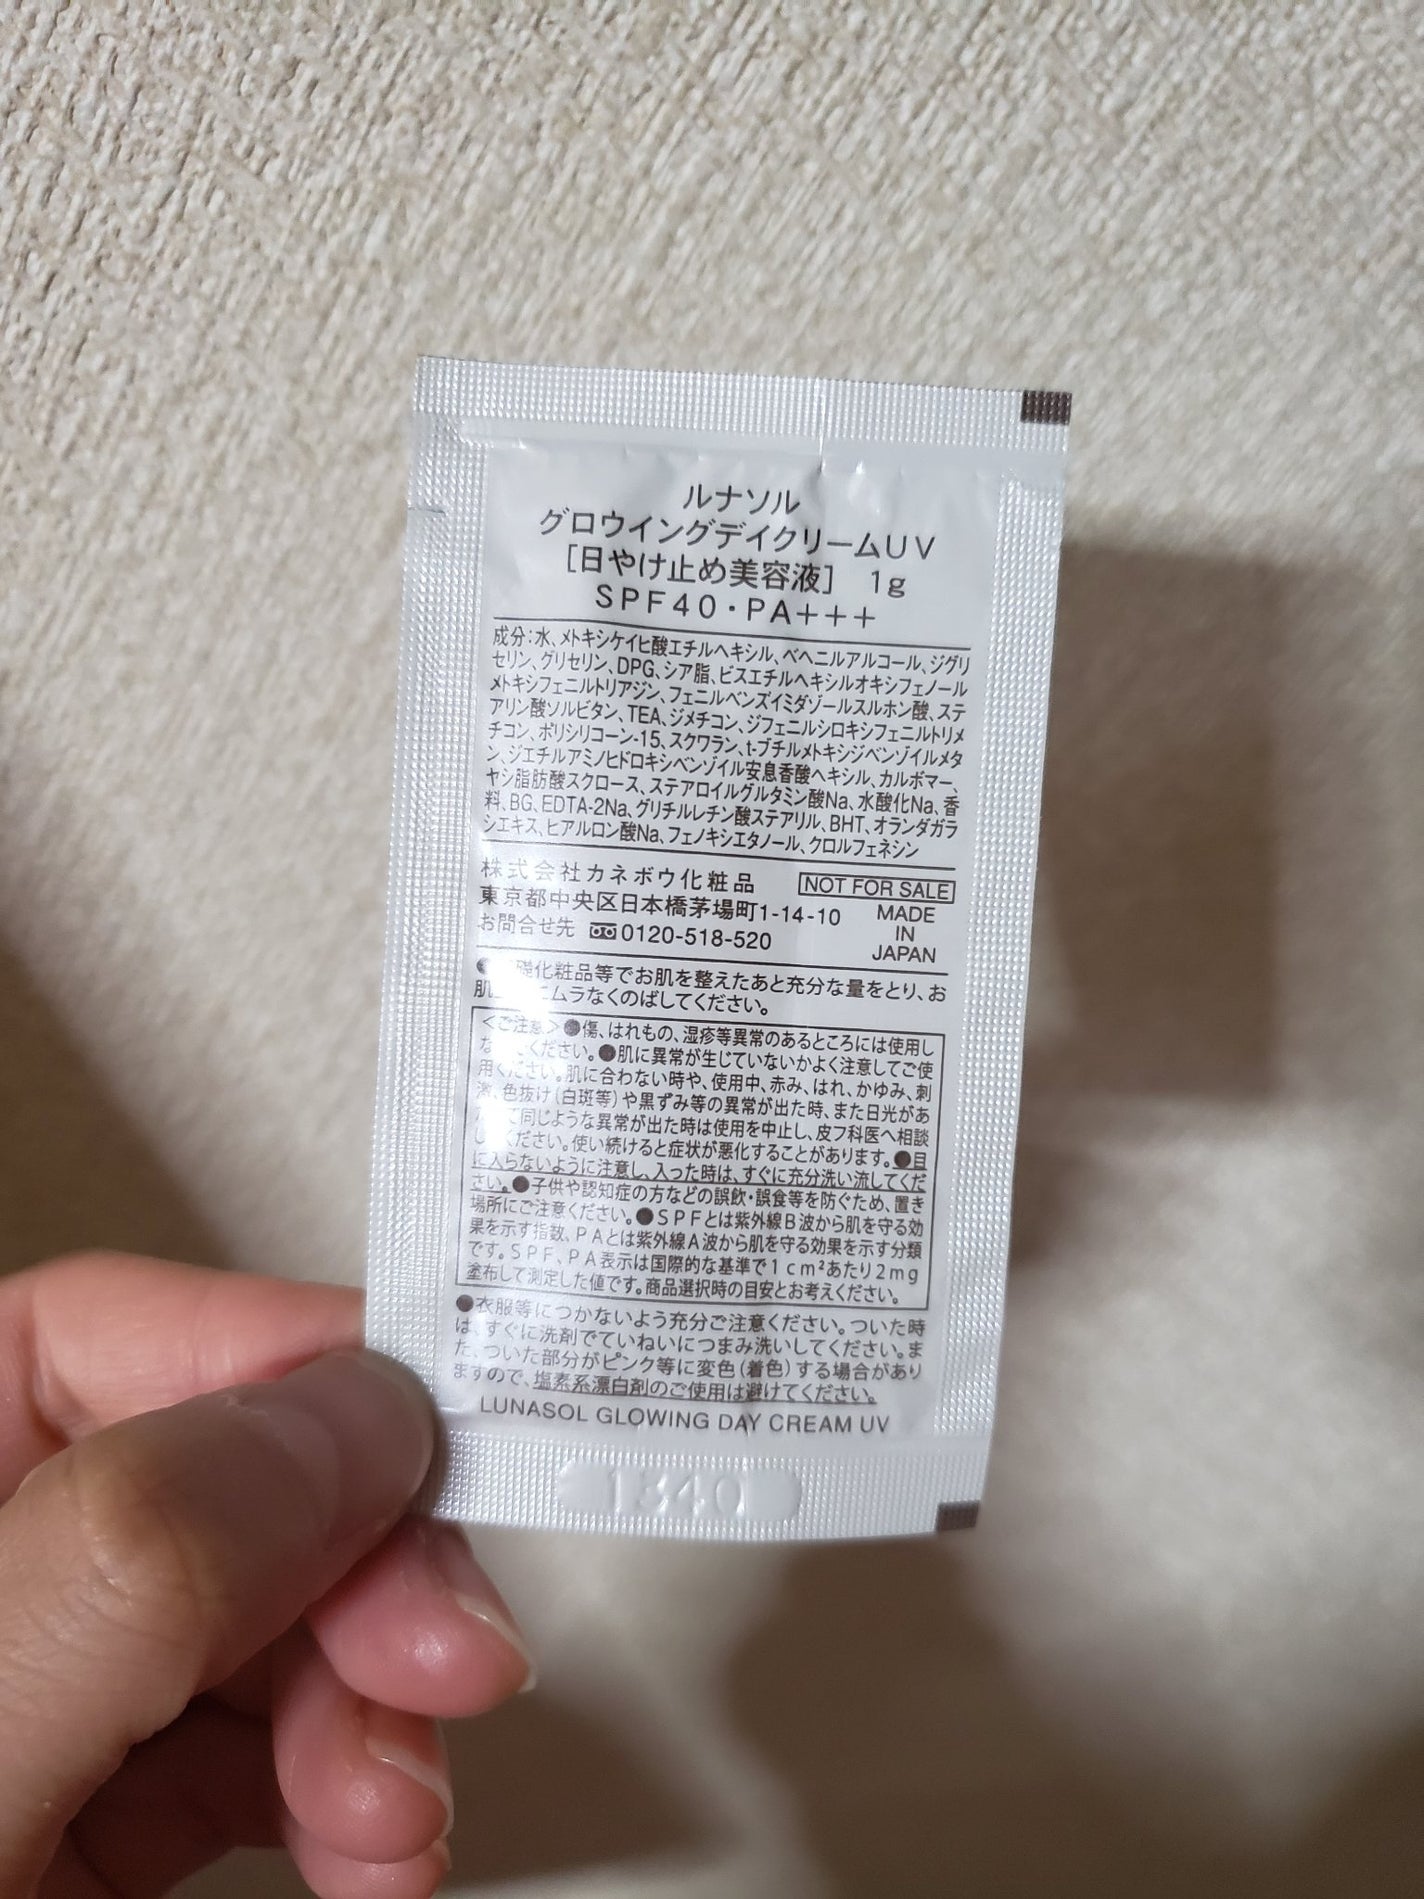 ルナソル
グロウイングデイクリームUV
[日やけ止め美容液] 1g
SPF40・PA+++
成分：水、メトキシケイヒ酸エチルヘキシル、ベヘニルアルコール、ジグリ
セリン、グリセリン、DPG、シア脂、ビスエチルヘキシルオキシフェノール
メトキシフェニルトリアジン、フェニルベンズイミダゾールスルホン酸、ステ
アリン酸ソルビタン、TEA、ジメチコン、ジフェニルシロキシフェニルトリメ
チコン、ポリシリコーン-15、スクワラン、t-ブチルメトキシジベンゾイルメタ
ン、ジエチルアミノヒドロキシベンゾイル安息香酸ヘキシル、カルボマー、
ヤシ脂肪酸スクロース、ステアロイルグルタミン酸Na、水酸化Na、香
料、BG、EDTA-2Na、グリチルレチン酸ステアリル、BHT、オランダガラ
シエキス、ヒアルロン酸Na、フェノキシエタノール、クロルフェネシン
株式会社カネボウ化粧品
東京都中央区日本橋茅場町1-14-10
お問合せ先 0120-518-520
NOT FOR SALE
MADE
IN
JAPAN
●礎化粧品等でお肌を整えたあと充分な量をとり、お
肌 ムラなくのばしてください。
<ご注意>●傷、はれもの、湿疹等異常のあるところには使用し
な ください。●肌に異常が生じていないかよく注意してご使
用ください。肌に合わない時や、使用中、赤み、はれ、かゆみ、刺
激、色抜け(白斑等)や黒ずみ等の異常が出た時、また日光があ
 て同じような異常が出た時は使用を中止し、皮フ科医へ相談
しください。使い続けると症状が悪化することがあります。●目
に入らないように注意し、入った時は、すぐに充分洗い流してくだ
さい。●子供や認知症の方などの誤飲・誤食等を防ぐため、置き
場所にご注意ください。●SPFとは紫外線B波から肌を守る効
果を示す指数、PAとは紫外線A波から肌を守る効果を示す分類
です。SPF、PA表示は国際的な基準で1cm²あたり2mg
塗布して測定した値です。商品選択時の目安とお考えください。
●衣服等につかないよう充分ご注意ください。ついた時
は、すぐに洗剤でていねいにつまみ洗いしてください。ま
た、ついた部分がピンク等に変色(着色)する場合があり
ますので、塩素系漂白剤のご使用は避けてください。
LUNASOL GLOWING DAY CREAM UV
1340